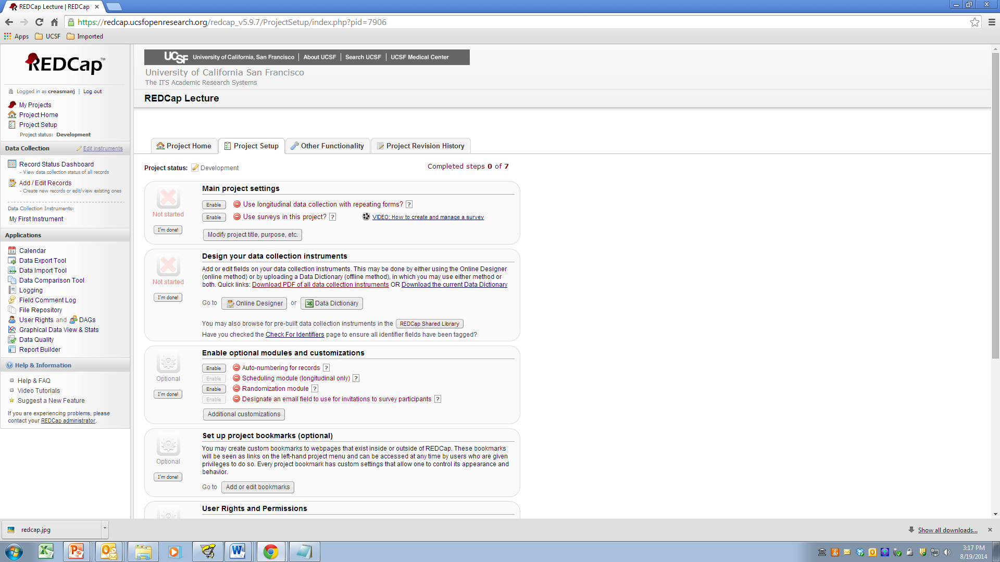 REDCap Lecture | REDCap
https://redcap.ucsfopenresearch.org/redcap_v5.9.7/ProjectSetup/index.php?pid=7906
Apps UCSF Imported
REDCap™
Logged in as creasmanj | Log out
My Projects
Project Home
Project Setup
Project status: Development
Data Collection Edit instruments
Record Status Dashboard
- View data collection status of all records
Add / Edit Records
- Create new records or edit/view existing ones
Data Collection Instruments:
My First Instrument
Applications
31 Calendar
Data Export Tool
Data Import Tool
Data Comparison Tool
Logging
Field Comment Log
File Repository
User Rights and DAGs
Graphical Data View & Stats
Data Quality
Report Builder
Help & Information
Help & FAQ
Video Tutorials
Suggest a New Feature
If you are experiencing problems, please
contact your REDCap administrator.
UCSF University of California, San Francisco | About UCSF | Search UCSF | UCSF Medical Center
University of California San Francisco
The ITS Academic Research Systems
REDCap Lecture
Project Home Project Setup Other Functionality Project Revision History
Project status: Development Completed steps 0 of 7
Main project settings
Not started
I'm done!
Enable Use longitudinal data collection with repeating forms? ?
Enable Use surveys in this project? ? VIDEO: How to create and manage a survey
Modify project title, purpose, etc.
Design your data collection instruments
Not started
I'm done!
Add or edit fields on your data collection instruments. This may be done by either using the Online Designer
(online method) or by uploading a Data Dictionary (offline method), in which you may use either method or
both. Quick links: Download PDF of all data collection instruments OR Download the current Data Dictionary
Go to Online Designer or Data Dictionary
You may also browse for pre-built data collection instruments in the REDCap Shared Library
Have you checked the Check For Identifiers page to ensure all identifier fields have been tagged?
Enable optional modules and customizations
Optional
I'm done!
Enable Auto-numbering for records ?
Enable Scheduling module (longitudinal only) ?
Enable Randomization module ?
Enable Designate an email field to use for invitations to survey participants ?
Additional customizations
Set up project bookmarks (optional)
Optional
I'm done!
You may create custom bookmarks to webpages that exist inside or outside of REDCap. These bookmarks
will be seen as links on the left-hand project menu and can be accessed at any time by users who are given
privileges to do so. Every project bookmark has custom settings that allow one to control its appearance and
behavior.
Go to Add or edit bookmarks
User Rights and Permissions
redcap.jpg
Show all downloads...
3:17 PM
8/19/2014